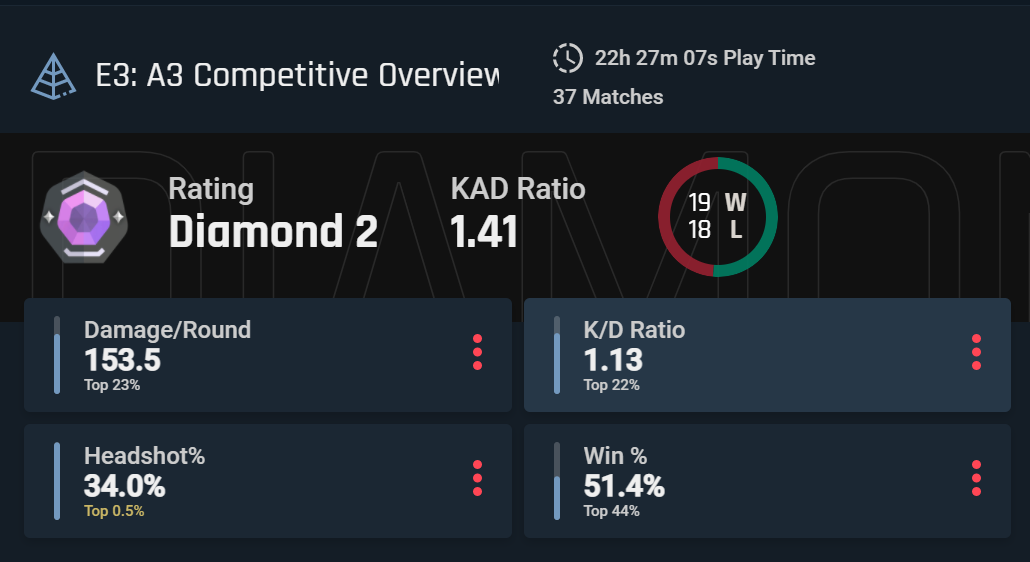 E3: A3 Competitive Overview
22h 27m 07s Play Time
37 Matches
DIAMO
Rating
Diamond 2
KAD Ratio
1.41
19 W
18 L
Damage/Round
153.5
Top 23%
K/D Ratio
1.13
Top 22%
Headshot%
34.0%
Top 0.5%
Win %
51.4%
Top 44%